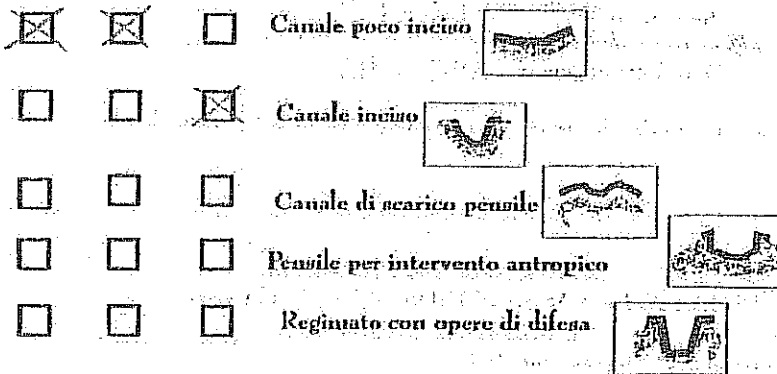 Canale poco inciso
Canale inciso
Canale di scarico pensile
Pensile per intervento antropico
Regimato con opere di difesa